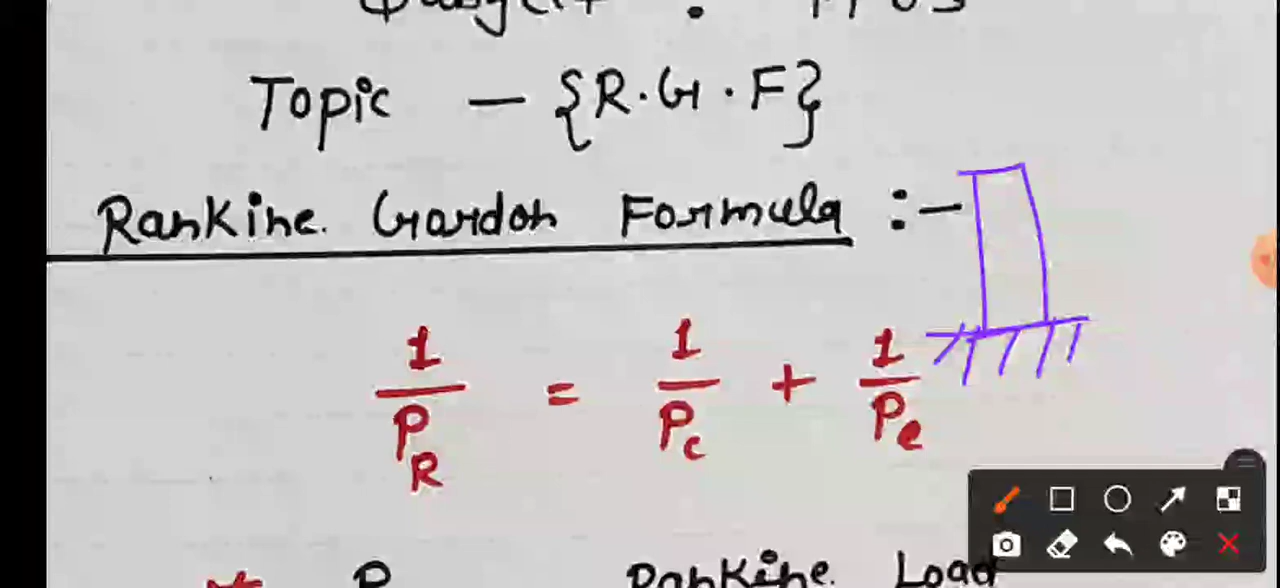 Topic - {R.G.F}
Rankine Gordon Formula :-
1/P_R = 1/P_c + 1/P_e
Rankine Load